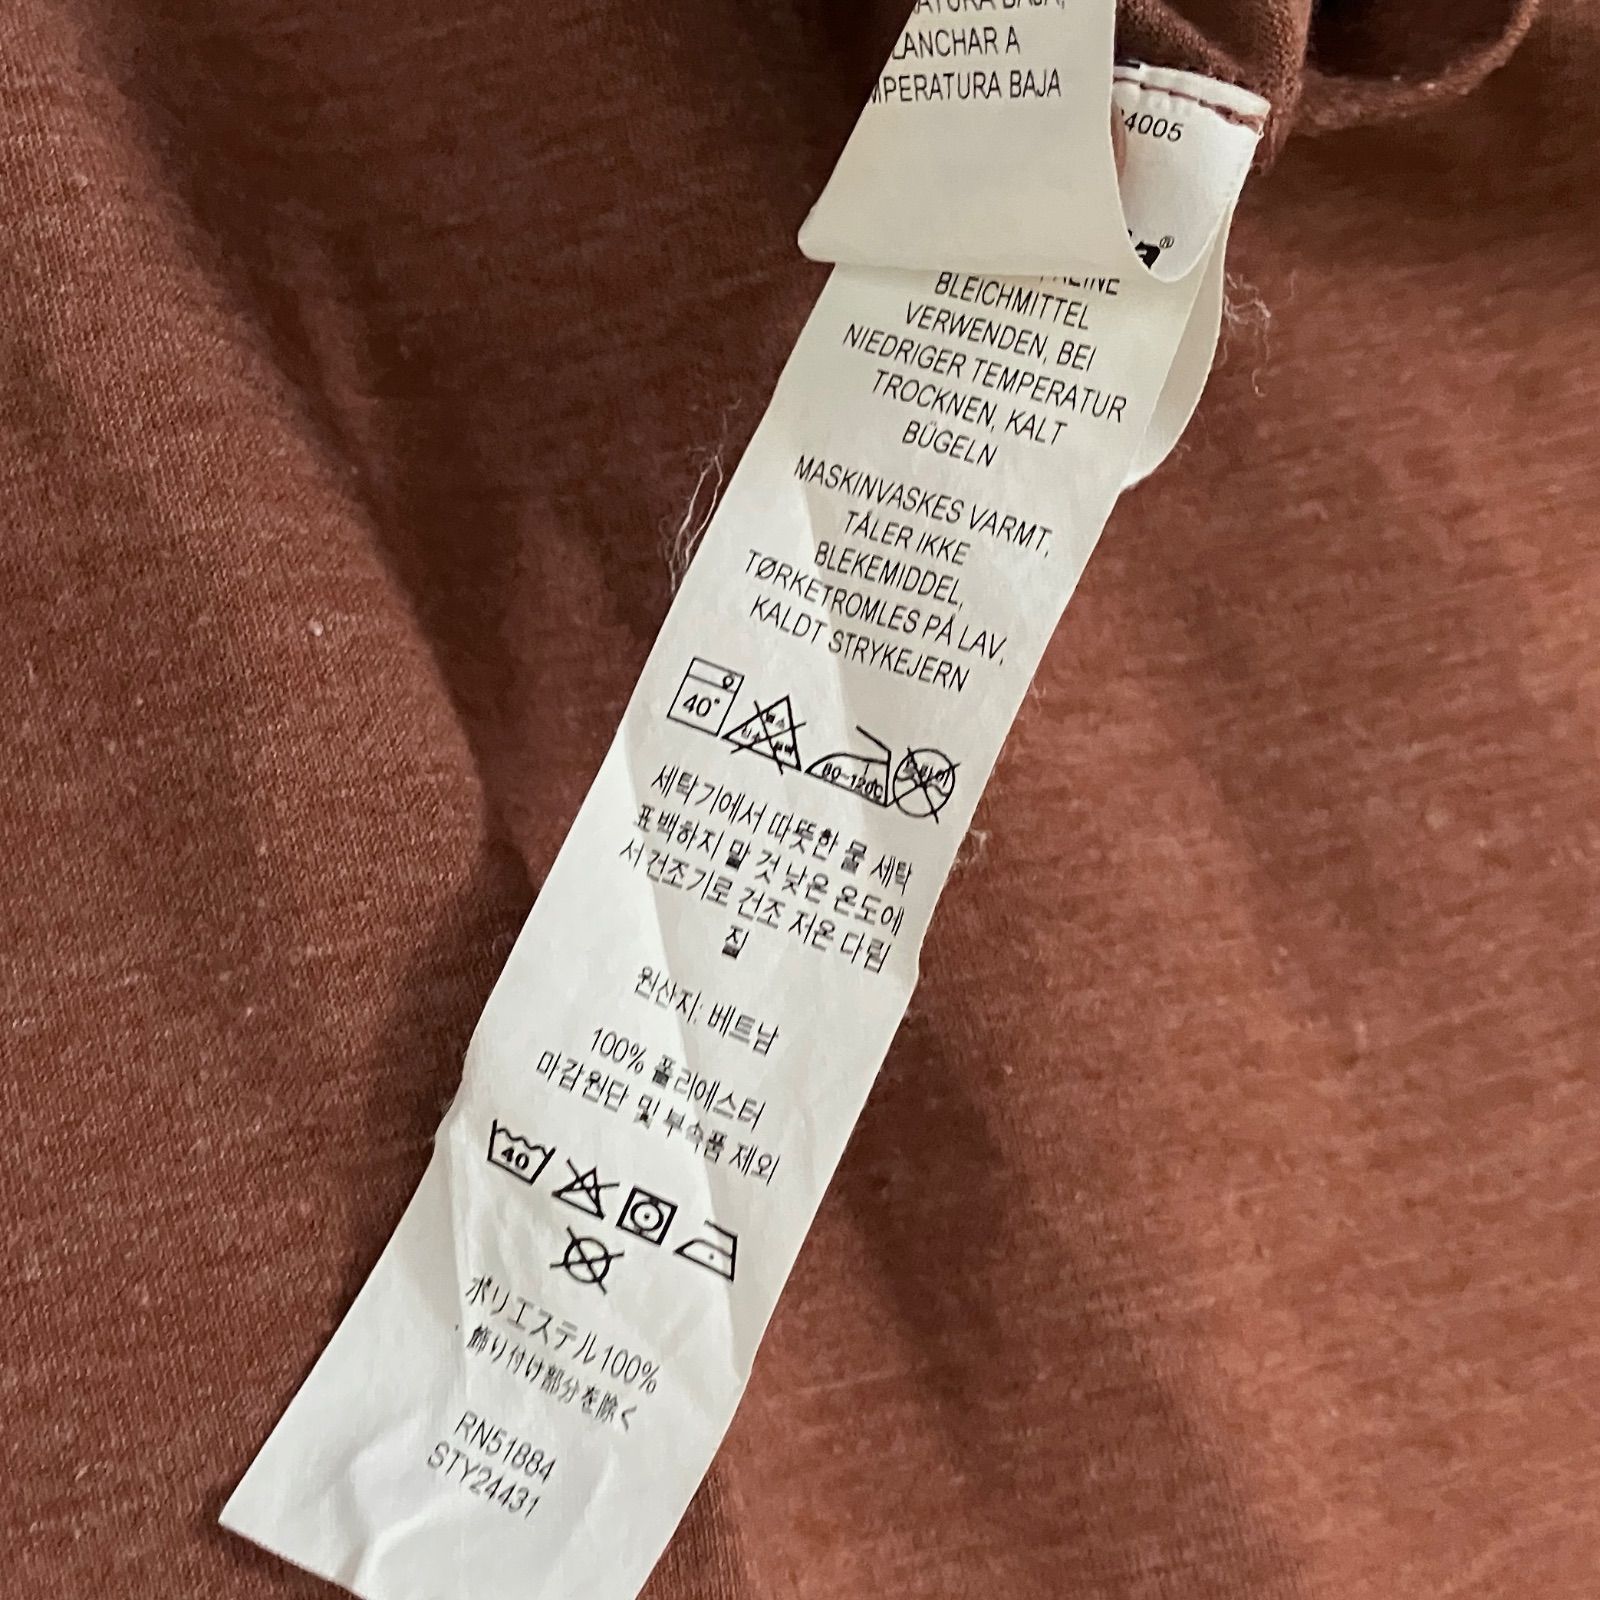 BAJA,
LANCHAR A
MPERATURA BAJA
4005
a®
BLEICHMITTEL
VERWENDEN, BEI
NIEDRIGER TEMPERATUR
TROCKNEN, KALT
BÜGELN
MASKINVASKES VARMT,
TÅLER IKKE
BLEKEMIDDEL,
TØRKETROMLES PÅ LAV,
KALDT STRYKEJERN
40°
80~120℃
세탁기에서 따뜻한 물 세탁
표백하지 말 것 낮은 온도에
서 건조기로 건조 저온 다림
질
원산지: 베트남
100% 폴리에스터
마감원단 및 부속품 제외
40
ポリエステル 100%
飾り付け部分を除く
RN51884
STY24431